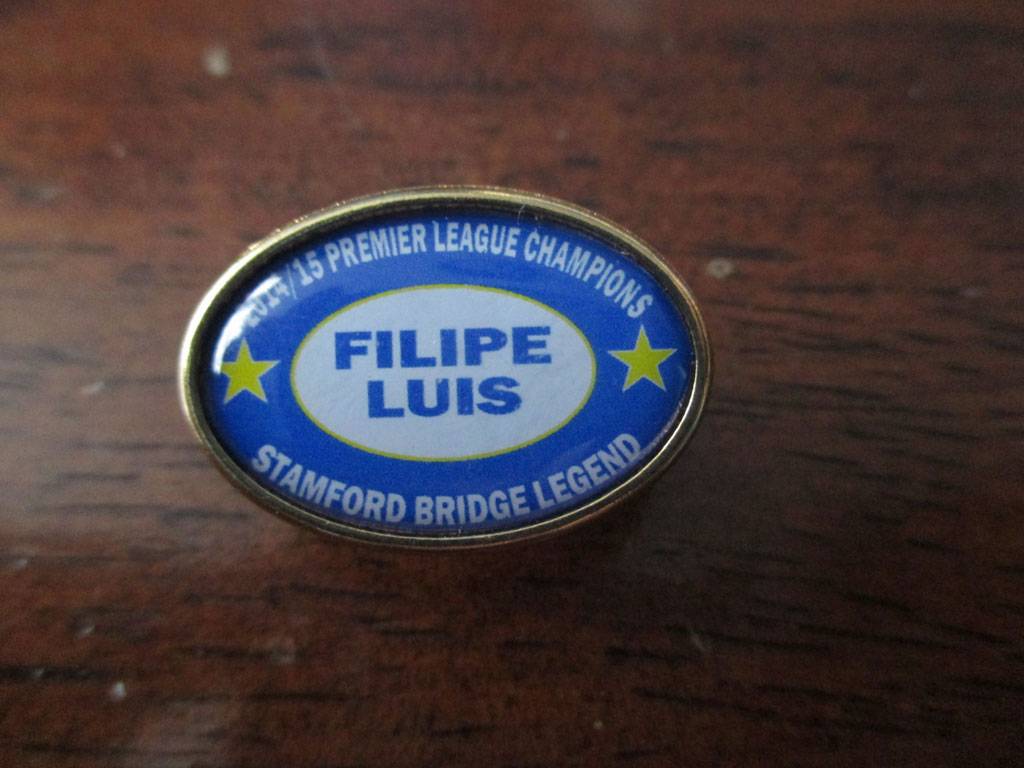 2014/15 PREMIER LEAGUE CHAMPIONS
FILIPE
LUIS
STAMFORD BRIDGE LEGEND